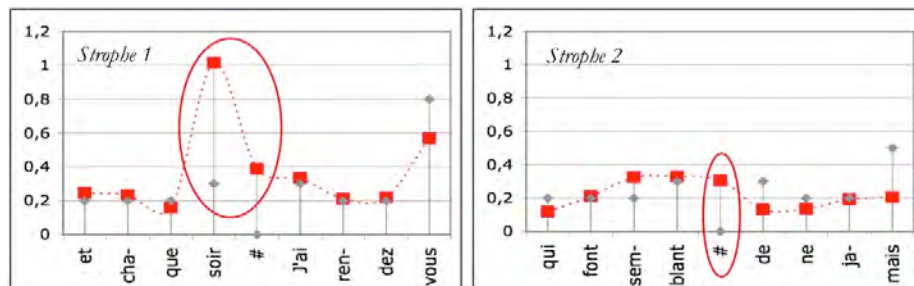 Strophe 1
1,2
1
0,8
0,6
0,4
0,2
0
et
cha-
que
soir
#
J'ai
ren-
dez
vous
Strophe 2
1,2
1
0,8
0,6
0,4
0,2
0
qui
font
sem-
blant
#
de
ne
ja-
mais